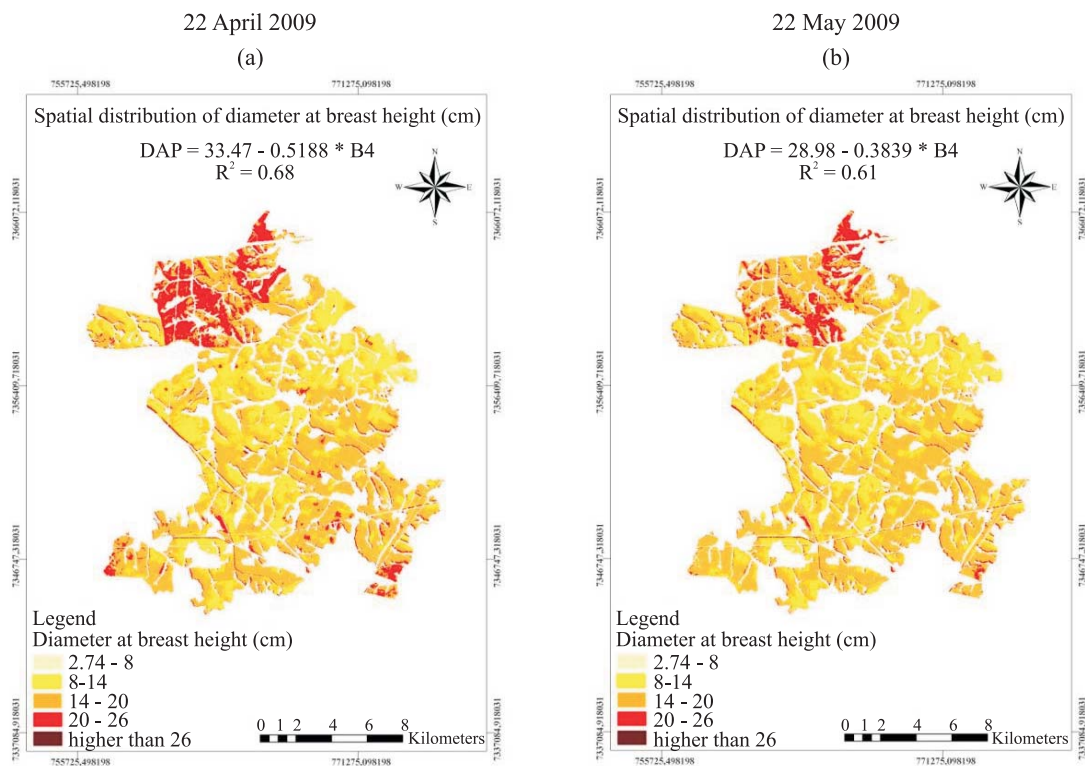 22 April 2009
(a)
755725,498198
771275,098198
Spatial distribution of diameter at breast height (cm)
DAP = 33.47 - 0.5188 * B4
R² = 0.68
N
W
E
S
7366072,118031
7356409,718031
7346747,318031
7337084,918031
Legend
Diameter at breast height (cm)
2.74 - 8
8-14
14 - 20
20 - 26
higher than 26
0 1 2 4 6 8
Kilometers
755725,498198
771275,098198
22 May 2009
(b)
755725,498198
771275,098198
Spatial distribution of diameter at breast height (cm)
DAP = 28.98 - 0.3839 * B4
R² = 0.61
N
W
E
S
7366072,118031
7356409,718031
7346747,318031
7337084,918031
Legend
Diameter at breast height (cm)
2.74 - 8
8-14
14 - 20
20 - 26
higher than 26
0 1 2 4 6 8
Kilometers
755725,498198
771275,098198